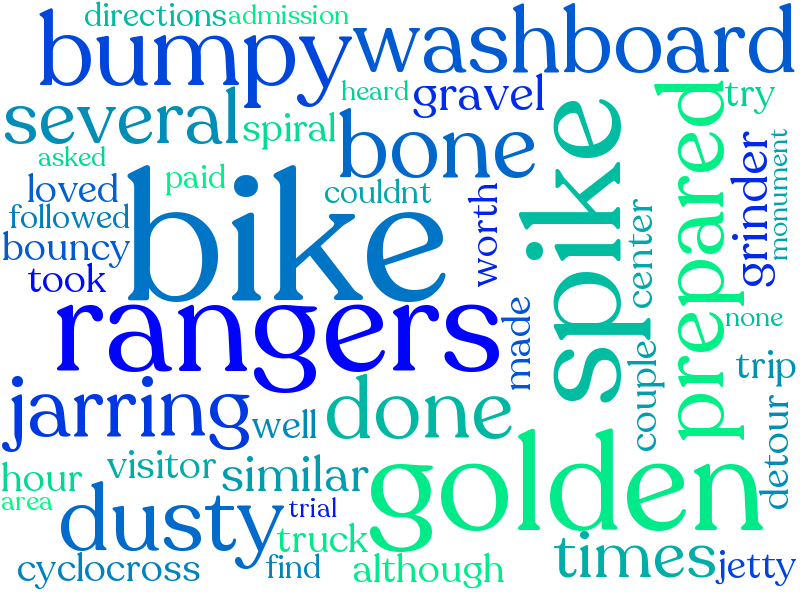 directions admission
bumpy washboard
heard gravel try
several spiral bone
asked
loved paid couldnt
followed
bouncy
took
bike
worth
spike
center
prepared
grinder
monument
rangers
made
couple
none
trip
detour
jarring well done
hour visitor similar golden
area
dusty trial
truck
times jetty
cyclocross find although